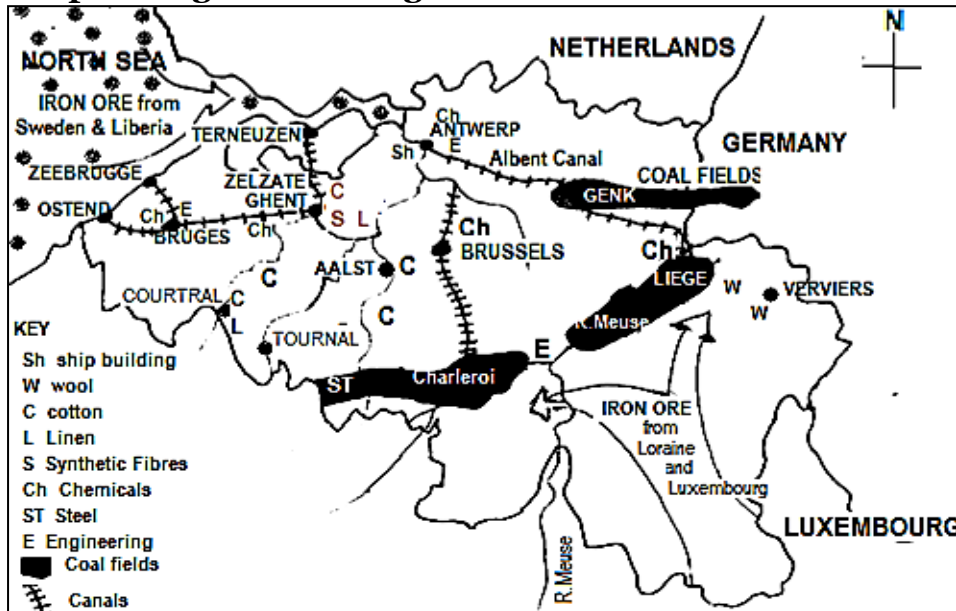 N
NORTH SEA
NETHERLANDS
IRON ORE from
Sweden & Liberia
TERNEUZEN
Ch
ANTWERP
E
Sh
Albent Canal
GERMANY
ZEEBRUGGE
ZELZATE
COAL FIELDS
GENK
OSTEND
GHENT
C
S L
Ch E
BRUGES
Ch
Ch
BRUSSELS
Ch
LIEGE
C
AALST
C
W
VERVIERS
W
COURTRAL
C
L
C
R.Meuse
TOURNAL
KEY
Sh ship building
W wool
C cotton
L Linen
S Synthetic Fibres
Ch Chemicals
ST Steel
E Engineering
Coal fields
Canals
E
ST
Charleroi
IRON ORE
from
Loraine
and
Luxembourg
LUXEMBOURG
R.Meuse